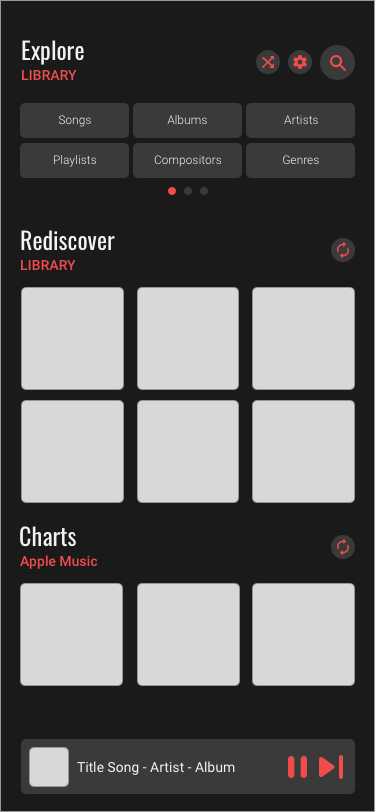 Explore
LIBRARY
Songs Albums Artists
Playlists Compositors Genres
Rediscover
LIBRARY
Charts
Apple Music
Title Song - Artist - Album